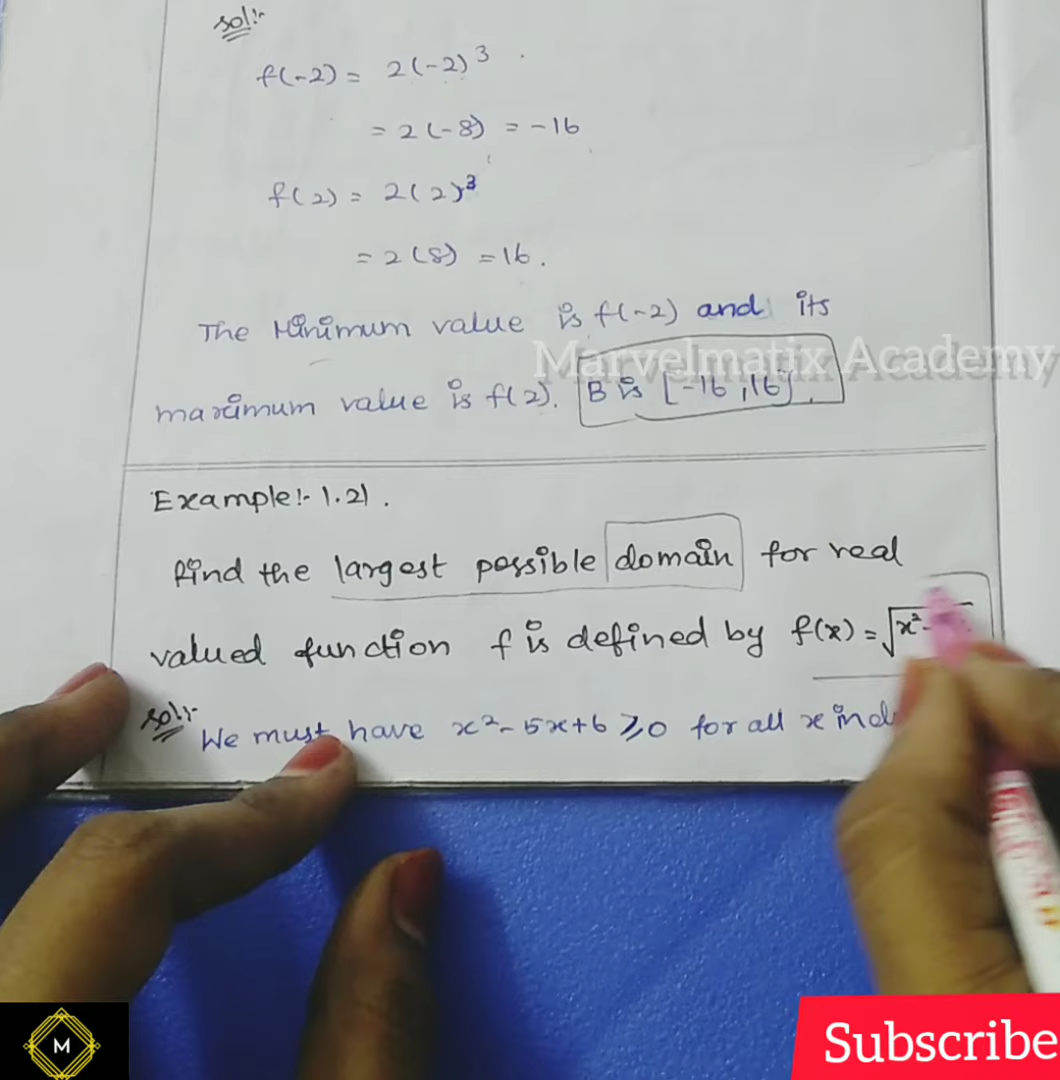 Sol:-
f(-2) = 2(-2)³
= 2(-8) = -16
f(2) = 2(2)³
= 2(8) = 16.
The Minimum value is f(-2) and its
Marvelmatix Academy
maximum value is f(2). B is [-16, 16].
Example:- 1.21.
Find the largest possible domain for real
valued function f is defined by f(x) = √x²-
Sol:- We must have x²-5x+6 ≥0 for all x in
M
Subscribe